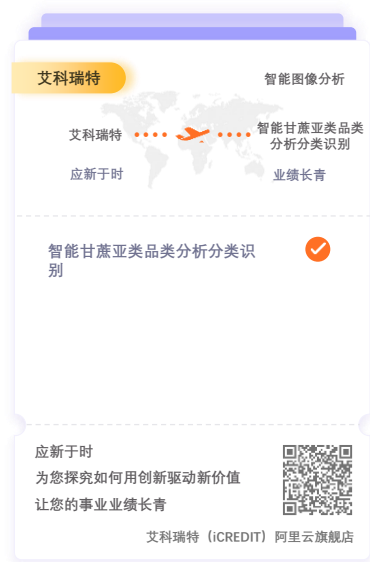 艾科瑞特
智能图像分析
艾科瑞特
智能甘蔗亚类品类
分析分类识别
应新于时
业绩长青
智能甘蔗亚类品类分析分类识
别
应新于时
为您探究如何用创新驱动新价值
让您的事业业绩长青
艾科瑞特（iCREDIT）阿里云旗舰店